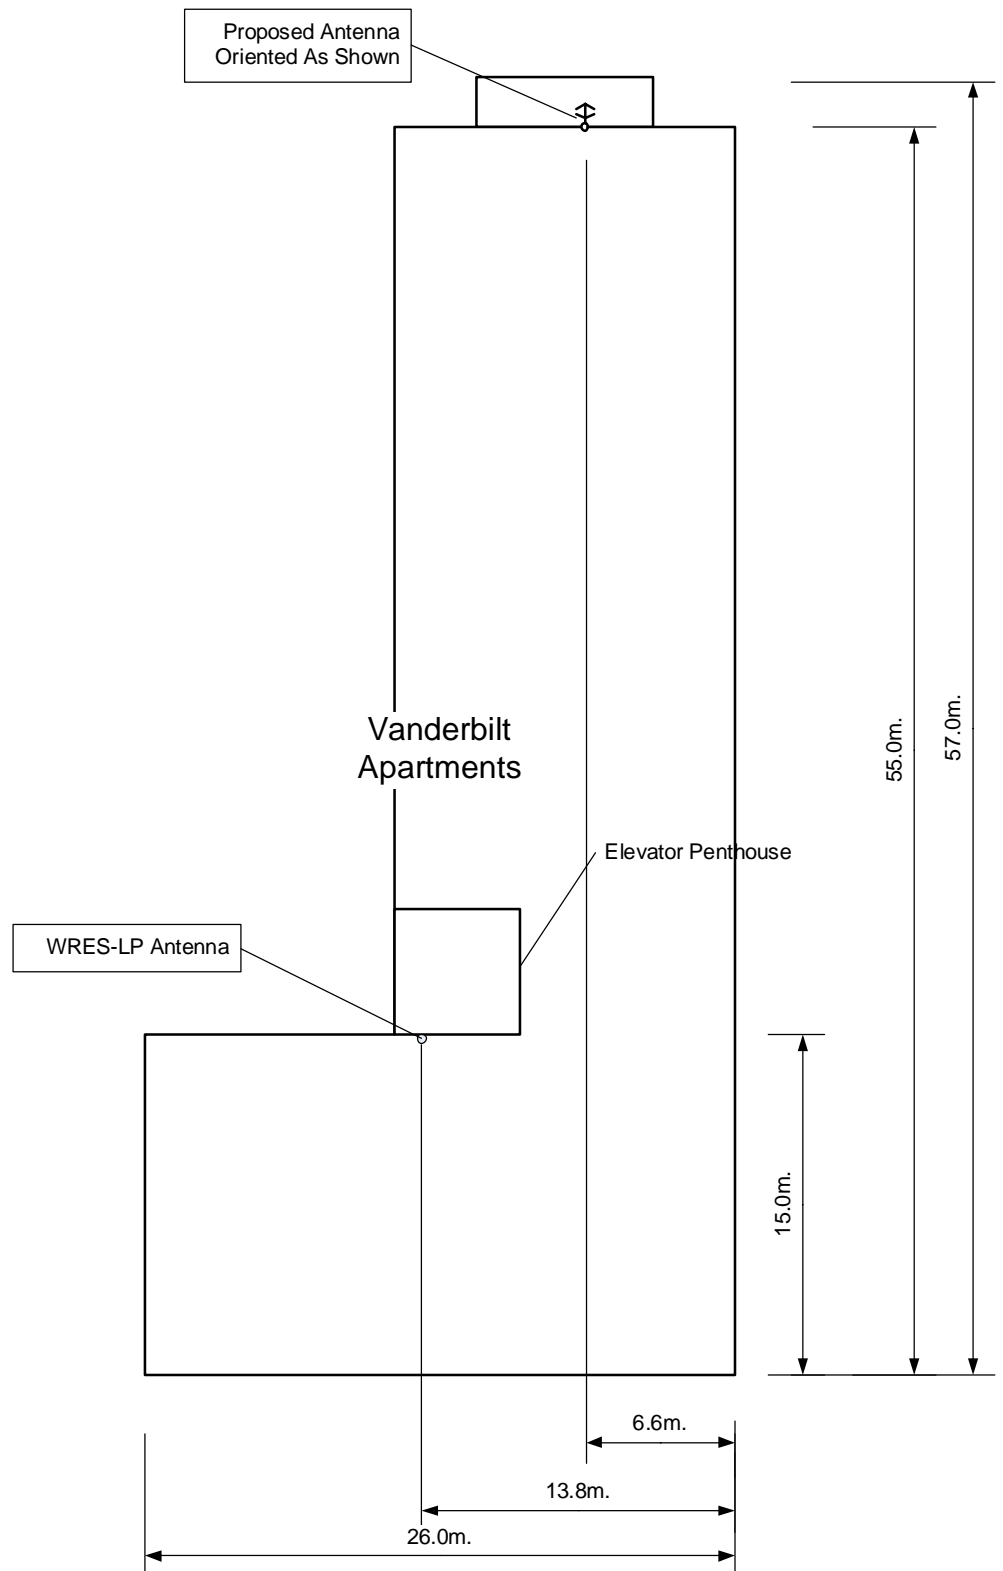 Proposed Antenna
Oriented As Shown
Vanderbilt
Apartments
55.0m.
57.0m.
Elevator Penthouse
WRES-LP Antenna
15.0m.
6.6m.
13.8m.
26.0m.